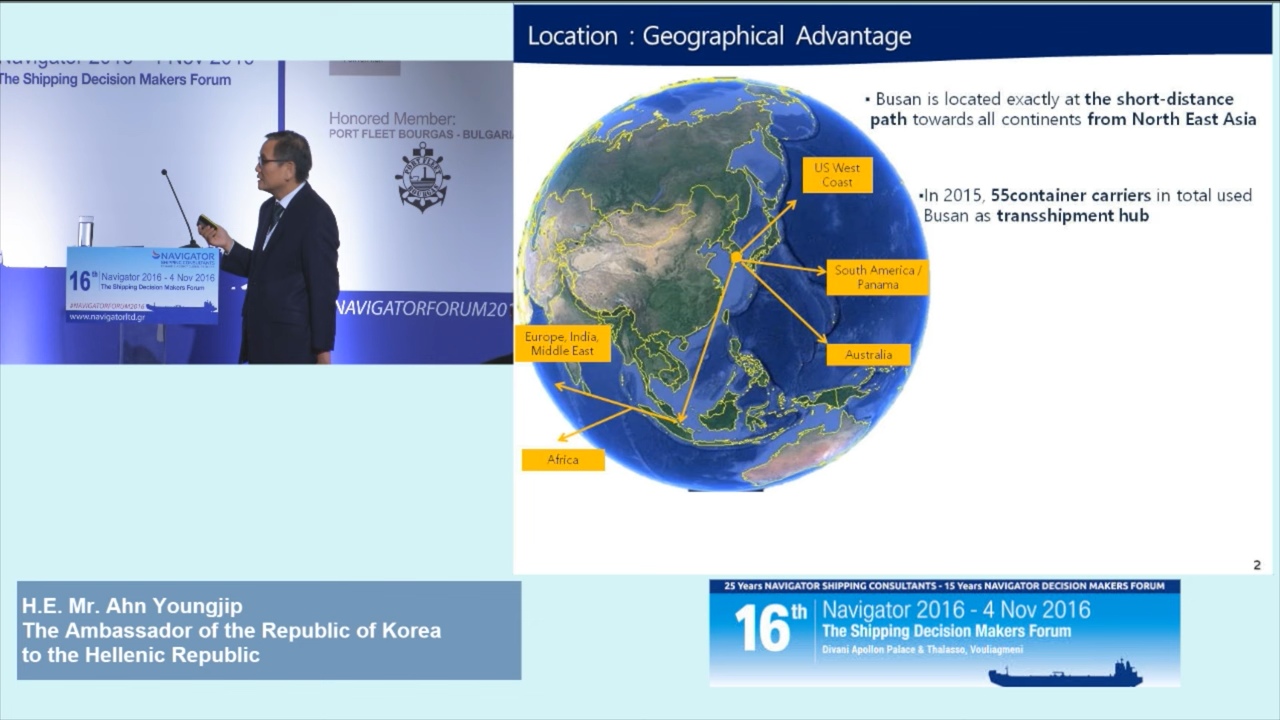 Navigator 2016 - 4 Nov 2016
The Shipping Decision Makers Forum
Honored Member:
PORT FLEET BOURGAS - BULGARI
PORT FLEET
NAVIGATOR
SHIPPING CONSULTANTS
16th
Navigator 2016 - 4 Nov 2016
The Shipping Decision Makers Forum
#NAVIGATORFORUM2016
www.navigatorltd.gr
NAVIGATORFORUM201
Location : Geographical Advantage
▪ Busan is located exactly at the short-distance
path towards all continents from North East Asia
▪In 2015, 55container carriers in total used
Busan as transshipment hub
US West
Coast
South America /
Panama
Australia
Europe, India,
Middle East
Africa
2
H.E. Mr. Ahn Youngjip
The Ambassador of the Republic of Korea
to the Hellenic Republic
25 Years NAVIGATOR SHIPPING CONSULTANTS - 15 Years NAVIGATOR DECISION MAKERS FORUM
16th
Navigator 2016 - 4 Nov 2016
The Shipping Decision Makers Forum
Divani Apollon Palace & Thalasso, Vouliagmeni